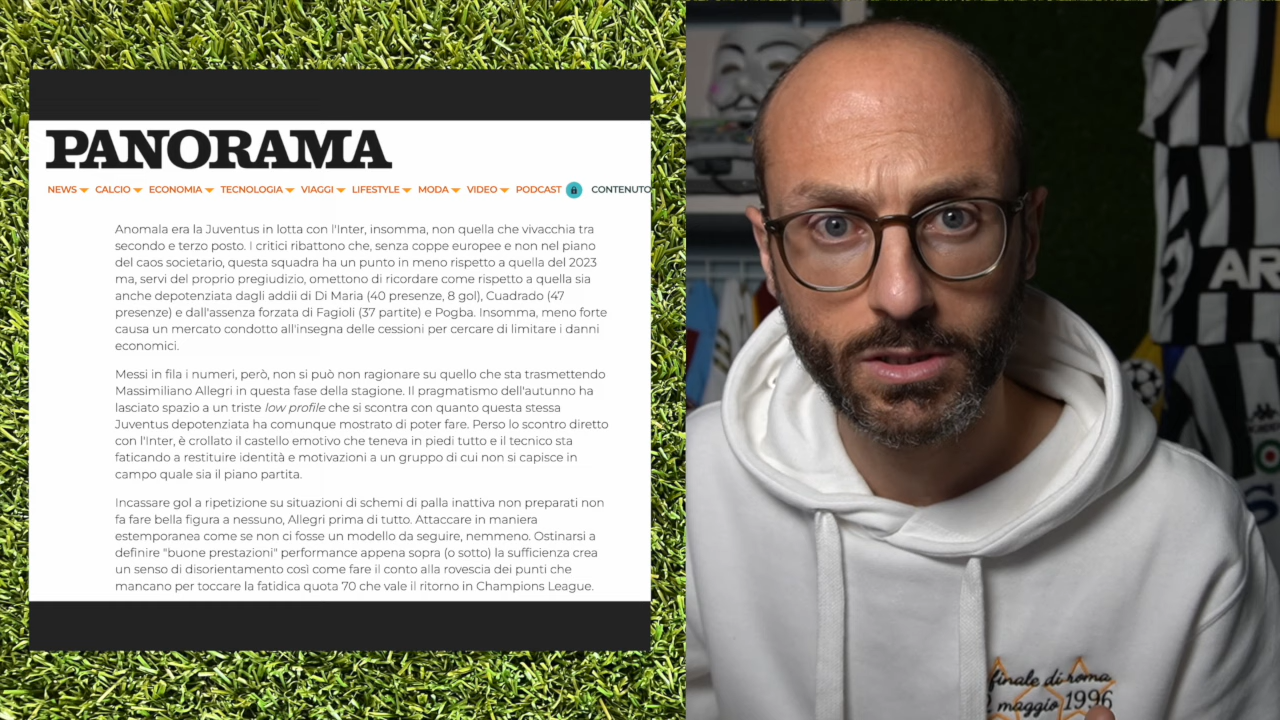 PANORAMA
NEWS CALCIO ECONOMIA TECNOLOGIA VIAGGI LIFESTYLE MODA VIDEO PODCAST CONTENUTO
Anomala era la Juventus in lotta con l'Inter, insomma, non quella che vivacchia tra
secondo e terzo posto. I critici ribattono che, senza coppe europee e non nel piano
del caos societario, questa squadra ha un punto in meno rispetto a quella del 2023
ma, servi del proprio pregiudizio, omettono di ricordare come rispetto a quella sia
anche depotenziata dagli addii di Di Maria (40 presenze, 8 gol), Cuadrado (47
presenze) e dall'assenza forzata di Fagioli (37 partite) e Pogba. Insomma, meno forte
causa un mercato condotto all'insegna delle cessioni per cercare di limitare i danni
economici.
Messi in fila i numeri, però, non si può non ragionare su quello che sta trasmettendo
Massimiliano Allegri in questa fase della stagione. Il pragmatismo dell'autunno ha
lasciato spazio a un triste low profile che si scontra con quanto questa stessa
Juventus depotenziata ha comunque mostrato di poter fare. Perso lo scontro diretto
con l'Inter, è crollato il castello emotivo che teneva in piedi tutto e il tecnico sta
faticando a restituire identità e motivazioni a un gruppo di cui non si capisce in
campo quale sia il piano partita.
Incassare gol a ripetizione su situazioni di schemi di palla inattiva non preparati non
fa fare bella figura a nessuno, Allegri prima di tutto. Attaccare in maniera
estemporanea come se non ci fosse un modello da seguire, nemmeno. Ostinarsi a
definire "buone prestazioni" performance appena sopra (o sotto) la sufficienza crea
un senso di disorientamento così come fare il conto alla rovescia dei punti che
mancano per toccare la fatidica quota 70 che vale il ritorno in Champions League.
AR
finale di roma
maggio 1996